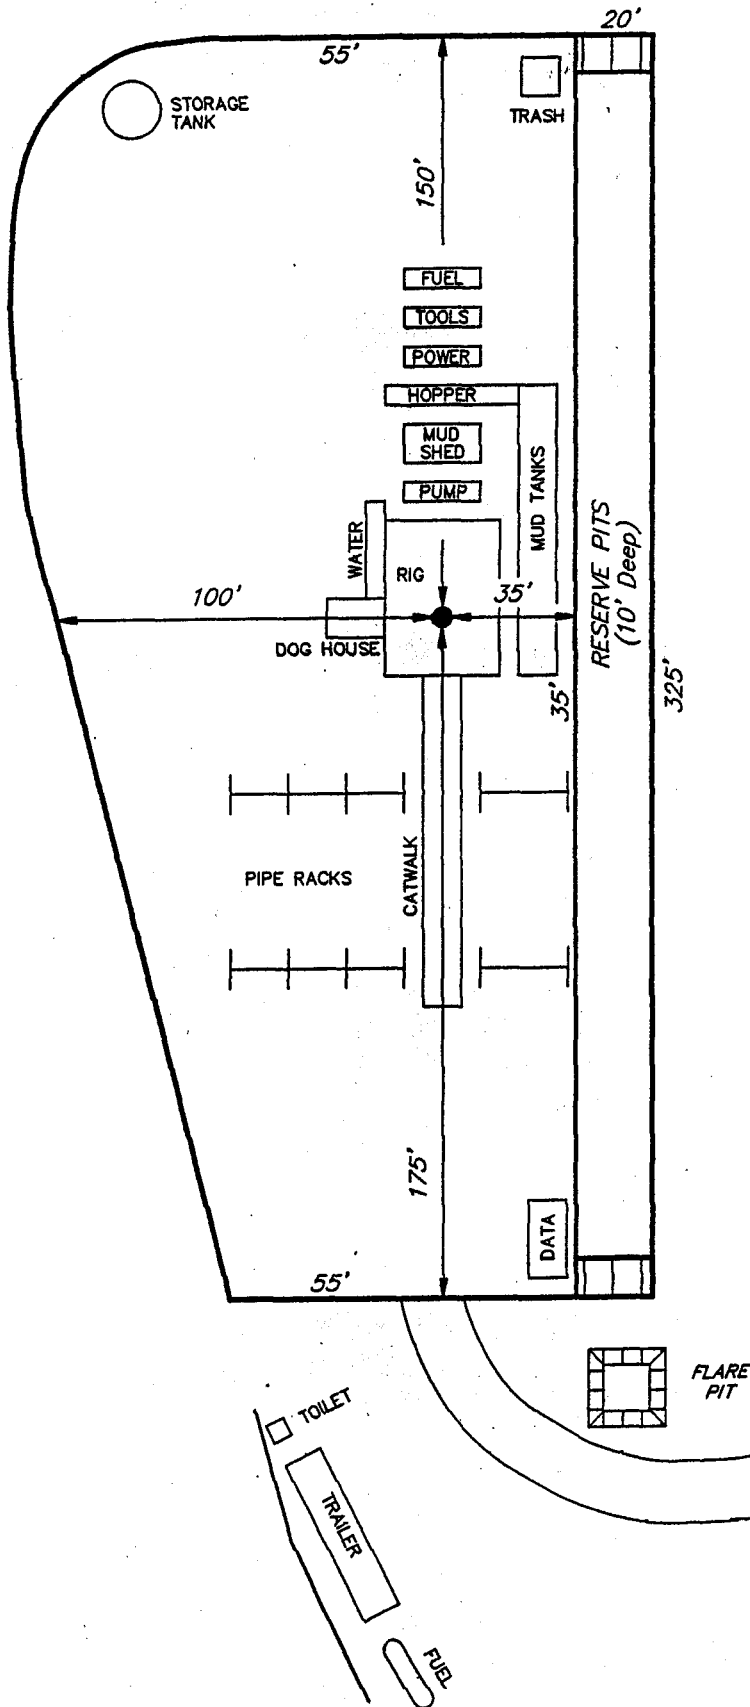 20'
55'
STORAGE
TANK
TRASH
150'
FUEL
TOOLS
POWER
HOPPER
MUD
SHED
PUMP
MUD TANKS
WATER
RIG
100'
35'
DOG HOUSE
RESERVE PITS
(10' Deep)
35'
325'
PIPE RACKS
CATWALK
175'
DATA
55'
FLARE
PIT
TOILET
TRAILER
FUEL